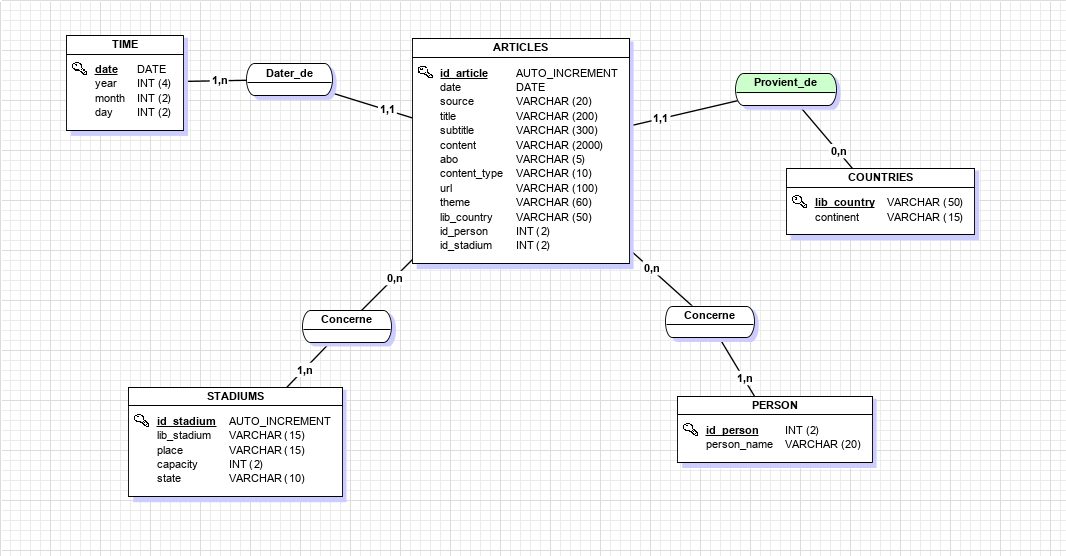 TIME
date DATE
year INT (4)
month INT (2)
day INT (2)
1,n
Dater_de
1,1
ARTICLES
id_article AUTO_INCREMENT
date DATE
source VARCHAR (20)
title VARCHAR (200)
subtitle VARCHAR (300)
content VARCHAR (2000)
abo VARCHAR (5)
content_type VARCHAR (10)
url VARCHAR (100)
theme VARCHAR (60)
lib_country VARCHAR (50)
id_person INT (2)
id_stadium INT (2)
1,1
Provient_de
0,n
COUNTRIES
lib_country VARCHAR (50)
continent VARCHAR (15)
0,n
Concerne
1,n
STADIUMS
id_stadium AUTO_INCREMENT
lib_stadium VARCHAR (15)
place VARCHAR (15)
capacity INT (2)
state VARCHAR (10)
0,n
Concerne
1,n
PERSON
id_person INT (2)
person_name VARCHAR (20)